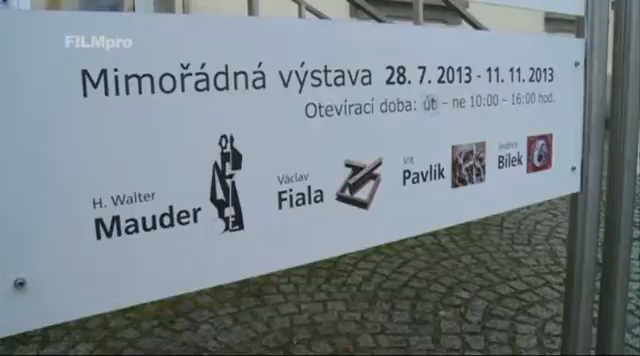 FILMpro
Mimořádná výstava 28. 7. 2013 - 11. 11. 2013
Otevírací doba: út - ne 10:00 - 16:00 hod.
H. Walter
Mauder
Václav
Fiala
Vít
Pavlík
Jindřich
Bílek